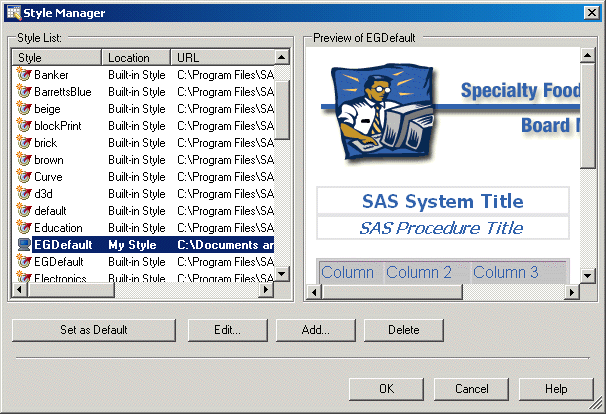 Style Manager
Style List:
Style Location URL
Banker Built-in Style C:\Program Files\SA
BarrettsBlue Built-in Style C:\Program Files\SA
beige Built-in Style C:\Program Files\SA
blockPrint Built-in Style C:\Program Files\SA
brick Built-in Style C:\Program Files\SA
brown Built-in Style C:\Program Files\SA
Curve Built-in Style C:\Program Files\SA
d3d Built-in Style C:\Program Files\SA
default Built-in Style C:\Program Files\SA
Education Built-in Style C:\Program Files\SA
EGDefault My Style C:\Documents ar
EGDefault Built-in Style C:\Program Files\SA
Electronics Built-in Style C:\Program Files\SA
Preview of EGDefault
Specialty Food
Board M
SAS System Title
SAS Procedure Title
Column Column 2 Column 3
Set as Default Edit... Add... Delete
OK Cancel Help